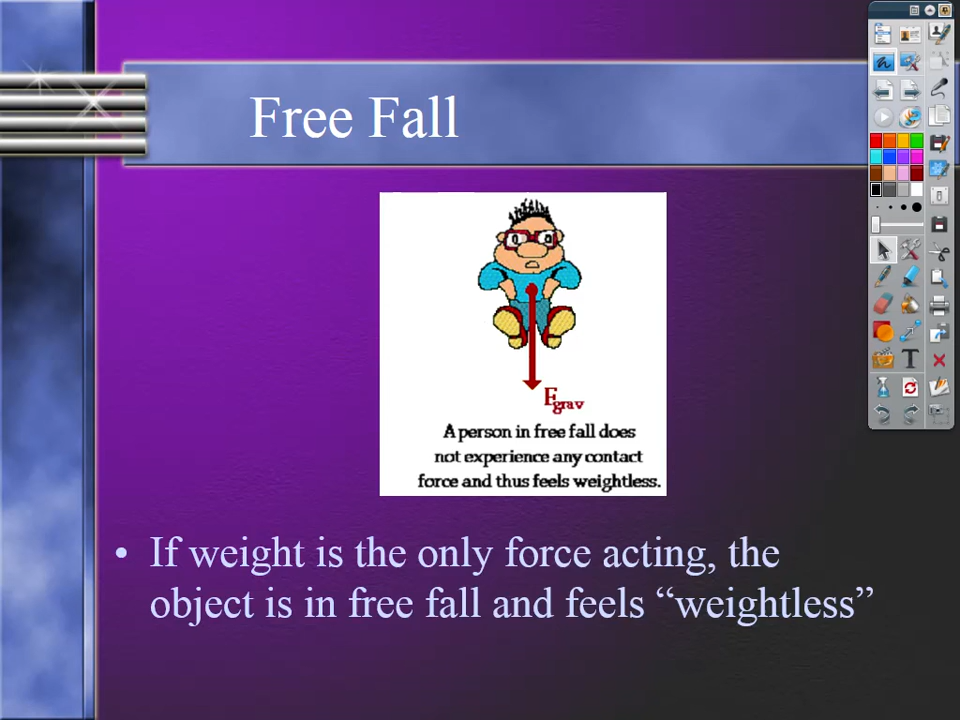 Free Fall
Fgrav
A person in free fall does
not experience any contact
force and thus feels weightless.
• If weight is the only force acting, the
object is in free fall and feels “weightless”